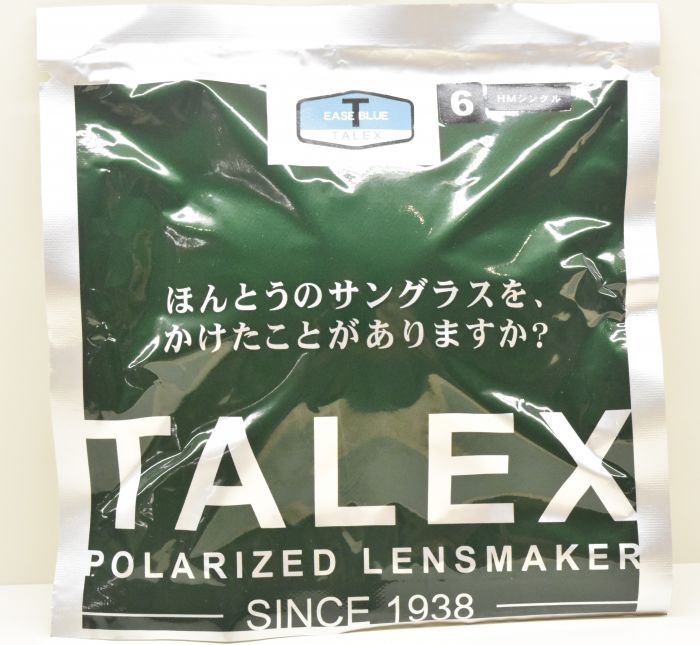 T
EASE BLUE
TALEX
6 HMシングル
ほんとうのサングラスを、
かけたことがありますか?
TALEX
POLARIZED LENSMAKER
SINCE 1938